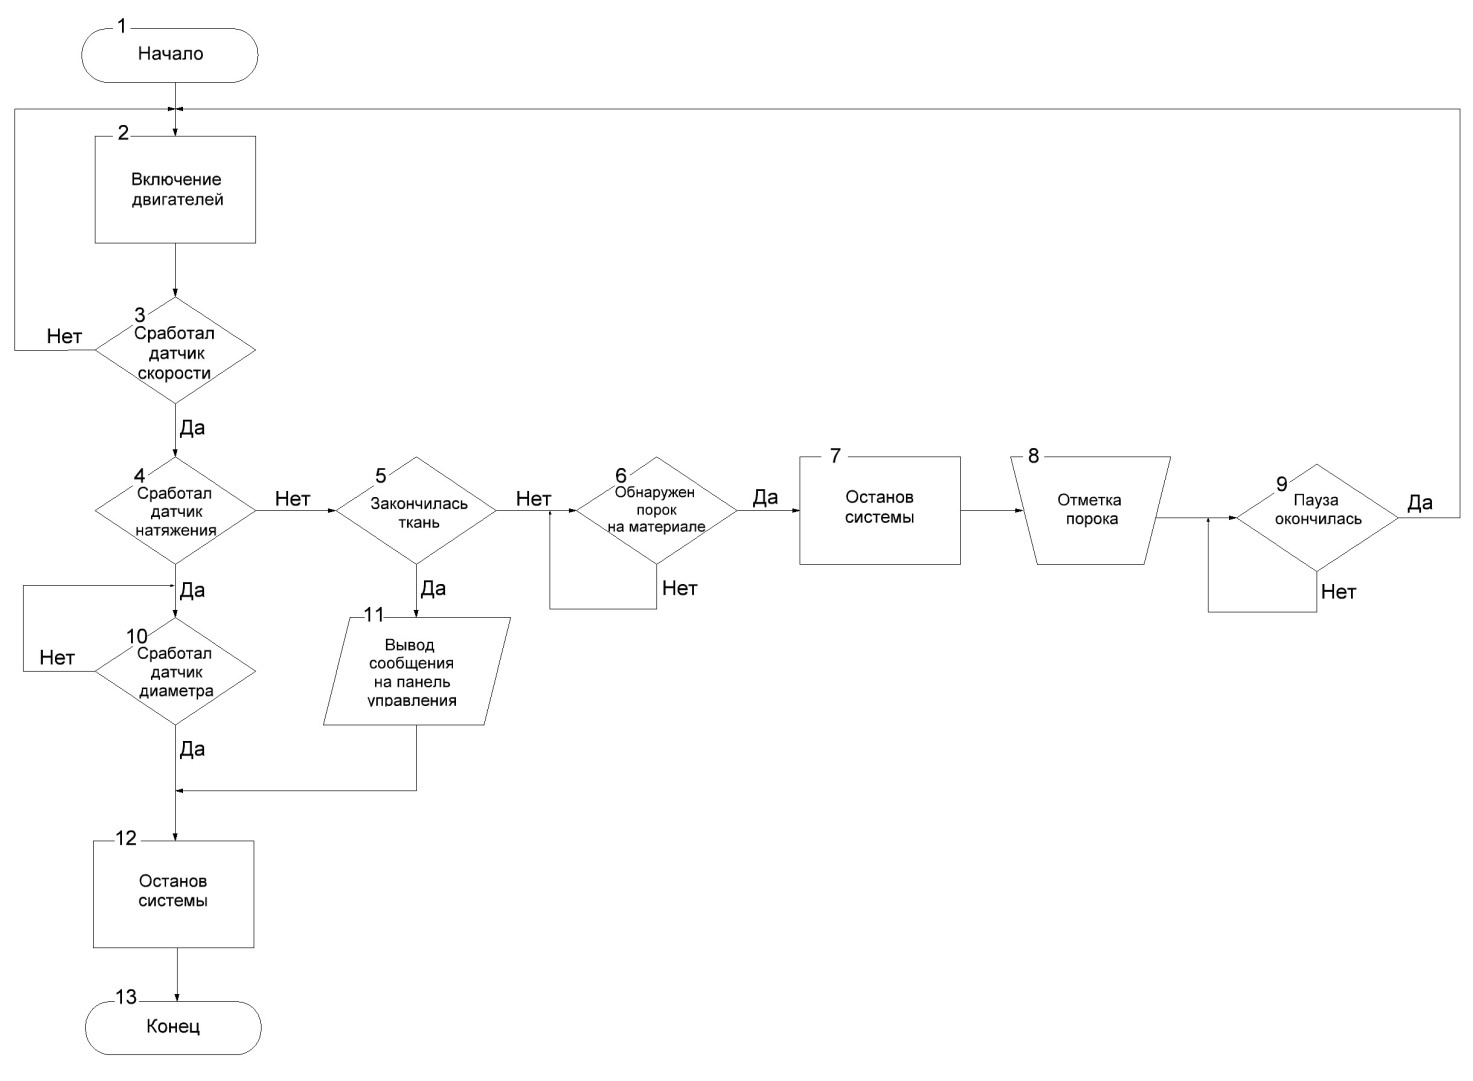 1
Начало
2
Включение
двигателей
3
Сработал
датчик
скорости
Нет
Да
4
Сработал
датчик
натяжения
Нет
Да
5
Закончилась
ткань
Нет
Да
6
Обнаружен
порок
на материале
Да
Нет
7
Останов
системы
8
Отметка
порока
9
Пауза
окончилась
Да
Нет
10
Сработал
датчик
диаметра
Нет
Да
11
Вывод
сообщения
на панель
управления
12
Останов
системы
13
Конец